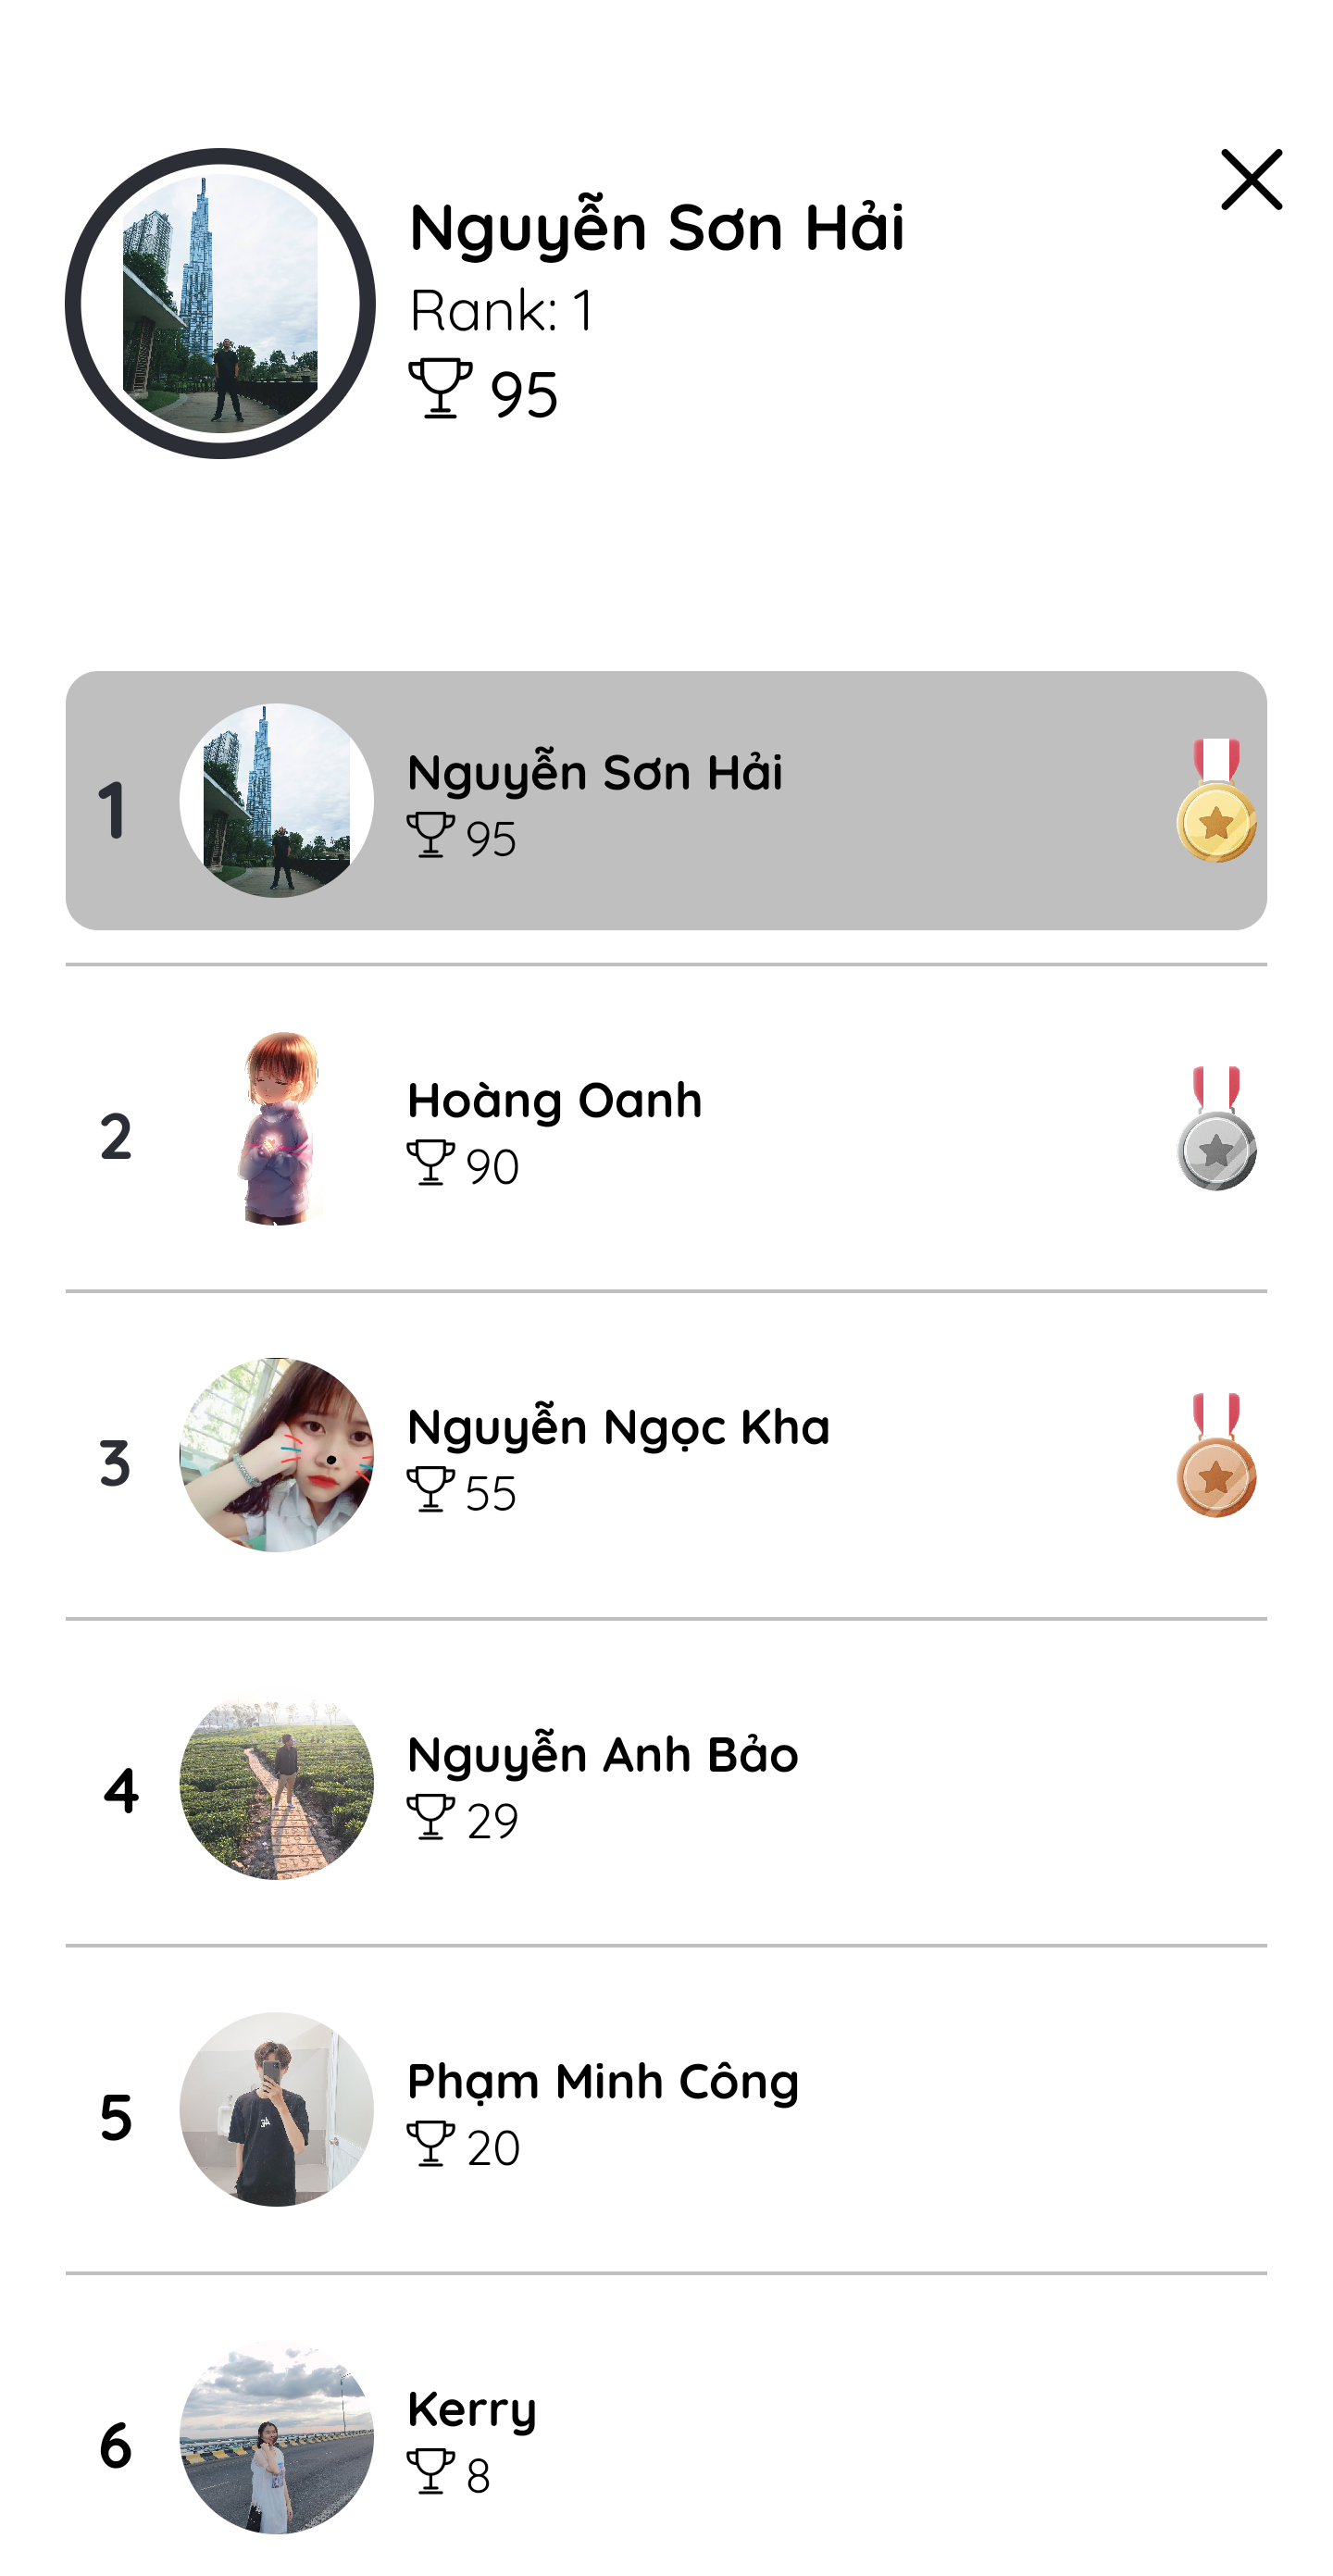 Nguyễn Sơn Hải
Rank: 1
95
1
Nguyễn Sơn Hải
95
2
Hoàng Oanh
90
3
Nguyễn Ngọc Kha
55
4
Nguyễn Anh Bảo
29
5
Phạm Minh Công
20
6
Kerry
8